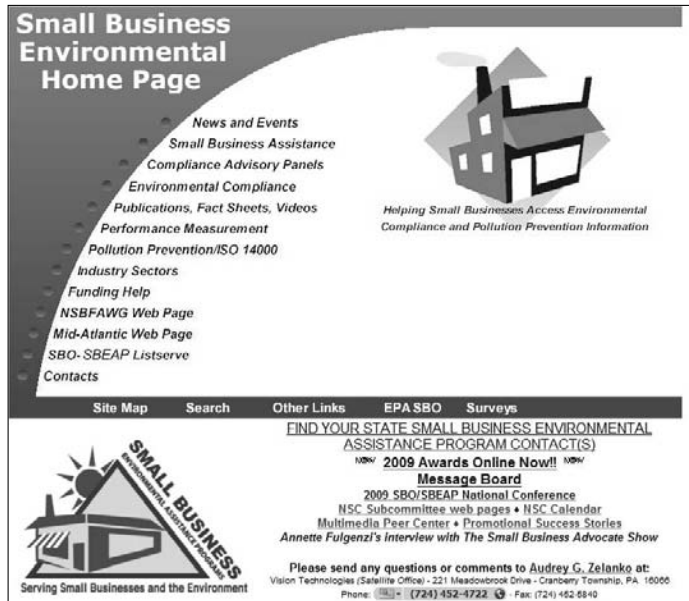 Small Business
Environmental
Home Page
News and Events
Small Business Assistance
Compliance Advisory Panels
Environmental Compliance
Publications, Fact Sheets, Videos
Performance Measurement
Pollution Prevention/ISO 14000
Industry Sectors
Funding Help
NSBFAWG Web Page
Mid-Atlantic Web Page
SBO-SBEAP Listserve
Contacts
Helping Small Businesses Access Environmental
Compliance and Pollution Prevention Information
Site Map Search Other Links EPA SBO Surveys
FIND YOUR STATE SMALL BUSINESS ENVIRONMENTAL
ASSISTANCE PROGRAM CONTACT(S)
NEW 2009 Awards Online Now!! NEW
Message Board
2009 SBO/SBEAP National Conference
NSC Subcommittee web pages ♦ NSC Calendar
Multimedia Peer Center ♦ Promotional Success Stories
Annette Fulgenzi's interview with The Small Business Advocate Show
Please send any questions or comments to Audrey G. Zelanko at:
Vision Technologies (Satellite Office) - 221 Meadowbrook Drive - Cranberry Township, PA 16066
Phone: (724) 452-4722 - Fax: (724) 452-5840
SMALL BUSINESS
ENVIRONMENTAL ASSISTANCE PROGRAMS
Serving Small Businesses and the Environment